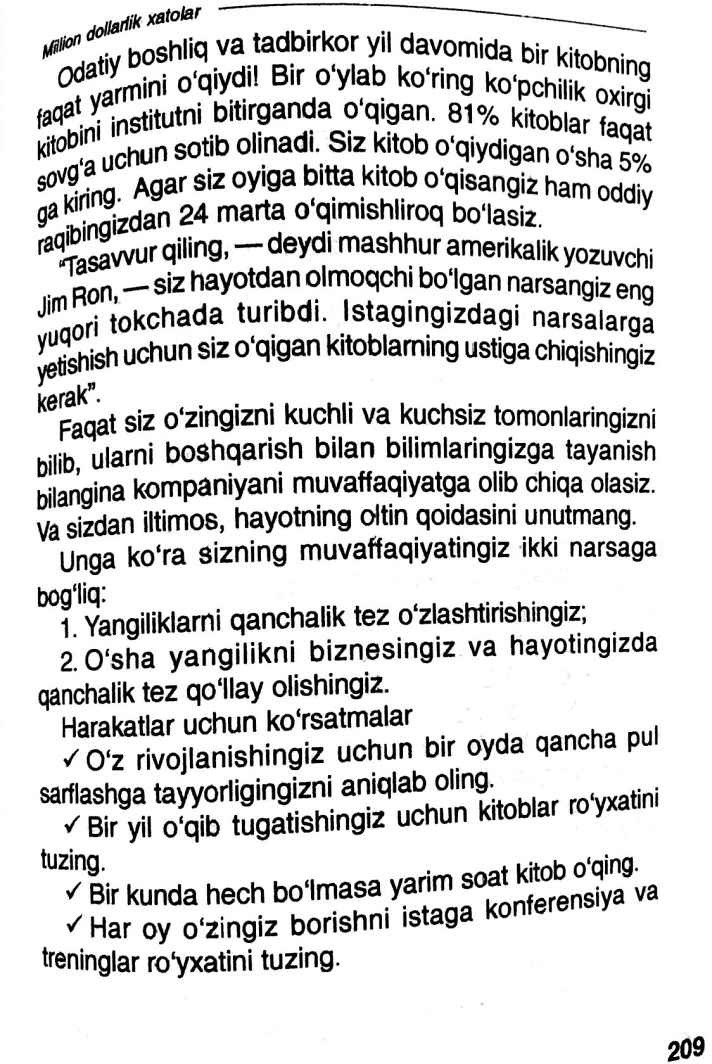 Million dollarlik xatolar
Odatiy boshliq va tadbirkor yil davomida bir kitobning
faqat yarmini o‘qiydi! Bir o‘ylab ko‘ring ko‘pchilik oxirgi
kitobini institutni bitirganda o‘qigan. 81% kitoblar faqat
sovg‘a uchun sotib olinadi. Siz kitob o‘qiydigan o‘sha 5%
ga kiring. Agar siz oyiga bitta kitob o‘qisangiz ham oddiy
raqibingizdan 24 marta o‘qimishliroq bo‘lasiz.
“Tasavvur qiling, — deydi mashhur amerikalik yozuvchi
Jim Ron, — siz hayotdan olmoqchi bo‘lgan narsangiz eng
yuqori tokchada turibdi. Istagingizdagi narsalarga
yetishish uchun siz o‘qigan kitoblarning ustiga chiqishingiz
kerak”.
Faqat siz o‘zingizni kuchli va kuchsiz tomonlaringizni
bilib, ularni boshqarish bilan bilimlaringizga tayanish
bilangina kompaniyani muvaffaqiyatga olib chiqa olasiz.
Va sizdan iltimos, hayotning oltin qoidasini unutmang.
Unga ko‘ra sizning muvaffaqiyatingiz ikki narsaga
bog‘liq:
1. Yangiliklarni qanchalik tez o‘zlashtirishingiz;
2. O‘sha yangilikni biznesingiz va hayotingizda
qanchalik tez qo‘llay olishingiz.
Harakatlar uchun ko‘rsatmalar
✓ O‘z rivojlanishingiz uchun bir oyda qancha pul
sarflashga tayyorligingizni aniqlab oling.
✓ Bir yil o‘qib tugatishingiz uchun kitoblar ro‘yxatini
tuzing.
✓ Bir kunda hech bo‘lmasa yarim soat kitob o‘qing.
✓ Har oy o‘zingiz borishni istaga konferensiya va
treninglar ro‘yxatini tuzing.
209